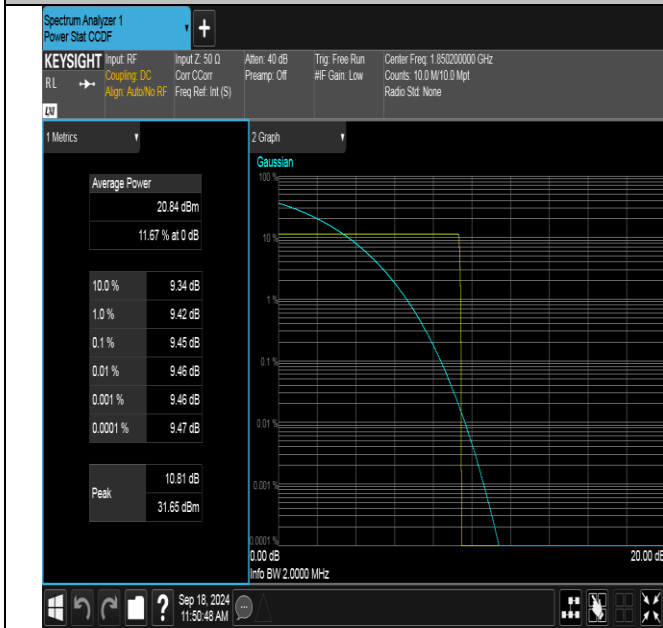 Spectrum Analyzer 1
Power Stat CCDF
+
KEYSIGHT
RL
LXI
Input: RF
Coupling: DC
Align: Auto/No RF
Input Z: 50 Ω
Corr CCorr
Freq Ref: Int (S)
Atten: 40 dB
Preamp: Off
Trig: Free Run
#IF Gain: Low
Center Freq: 1.850200000 GHz
Counts: 10.0 M/10.0 Mpt
Radio Std: None
1 Metrics
Average Power
20.84 dBm
11.67 % at 0 dB
10.0 % 9.34 dB
1.0 % 9.42 dB
0.1 % 9.45 dB
0.01 % 9.46 dB
0.001 % 9.46 dB
0.0001 % 9.47 dB
Peak
10.81 dB
31.65 dBm
2 Graph
Gaussian
100 %
10 %
1 %
0.1 %
0.01 %
0.001 %
0.0001 %
0.00 dB
20.00 dB
Info BW 2.0000 MHz
?
Sep 18, 2024
11:50:48 AM